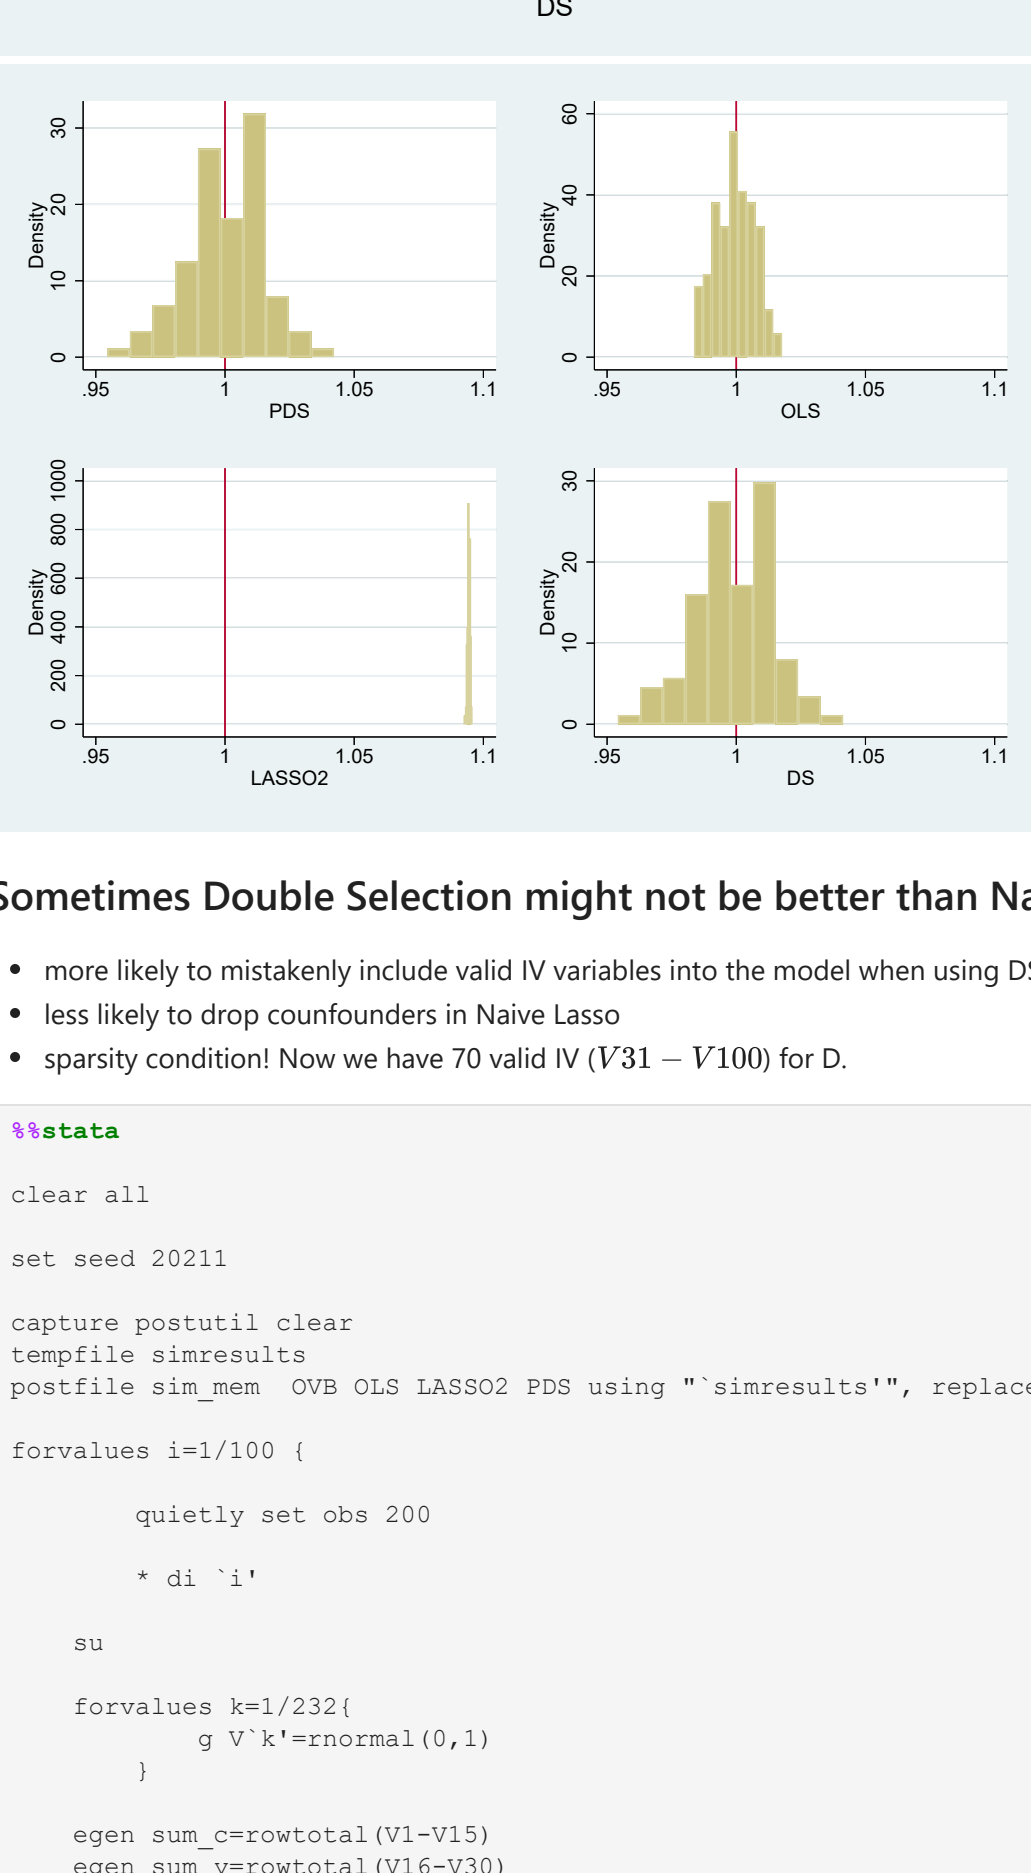 DS
30
20
10
0
Density
.95 1 1.05 1.1
PDS
60
40
20
0
Density
.95 1 1.05 1.1
OLS
1000
800
600
400
200
0
Density
.95 1 1.05 1.1
LASSO2
30
20
10
0
Density
.95 1 1.05 1.1
DS
Sometimes Double Selection might not be better than Na
• more likely to mistakenly include valid IV variables into the model when using DS
• less likely to drop counfounders in Naive Lasso
• sparsity condition! Now we have 70 valid IV (V31 − V100) for D.
%%stata
clear all
set seed 20211
capture postutil clear
tempfile simresults
postfile sim_mem  OVB OLS LASSO2 PDS using "`simresults'", replace
forvalues i=1/100 {
quietly set obs 200
* di `i'
su
forvalues k=1/232{
g V`k'=rnormal(0,1)
}
egen sum_c=rowtotal(V1-V15)
egen sum_y=rowtotal(V16-V30)